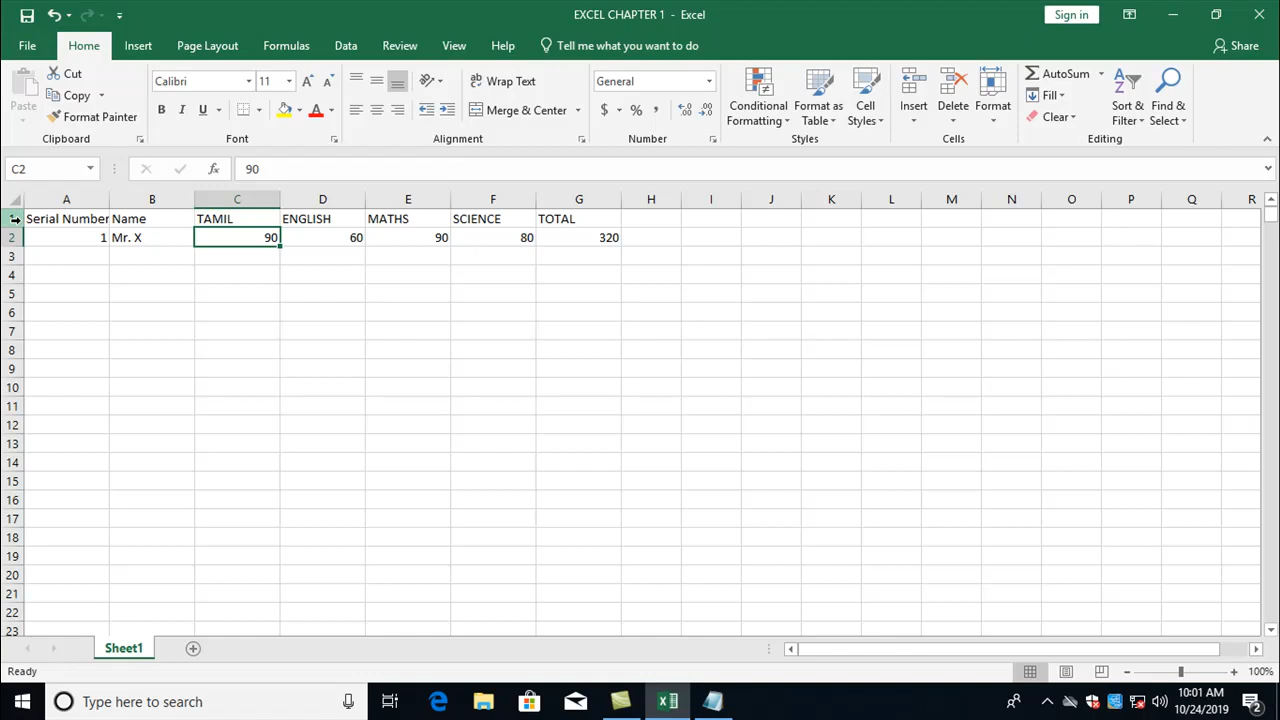 EXCEL CHAPTER 1 - Excel
Sign in
File Home Insert Page Layout Formulas Data Review View Help Tell me what you want to do Share
Paste
Cut
Copy
Format Painter
Clipboard
Calibri 11
B I U
Font
Wrap Text
Merge & Center
Alignment
General
Number
Conditional Formatting
Format as Table
Cell Styles
Styles
Insert
Delete
Format
Cells
AutoSum
Fill
Clear
Sort & Filter
Find & Select
Editing
C2 fx 90
A B C D E F G H I J K L M N O P Q R
Serial Number Name TAMIL ENGLISH MATHS SCIENCE TOTAL
2 1 Mr. X 90 60 90 80 320
3
4
5
6
7
8
9
10
11
12
13
14
15
16
17
18
19
20
21
22
23
Sheet1
Ready
100%
Type here to search
10:01 AM
10/24/2019
2